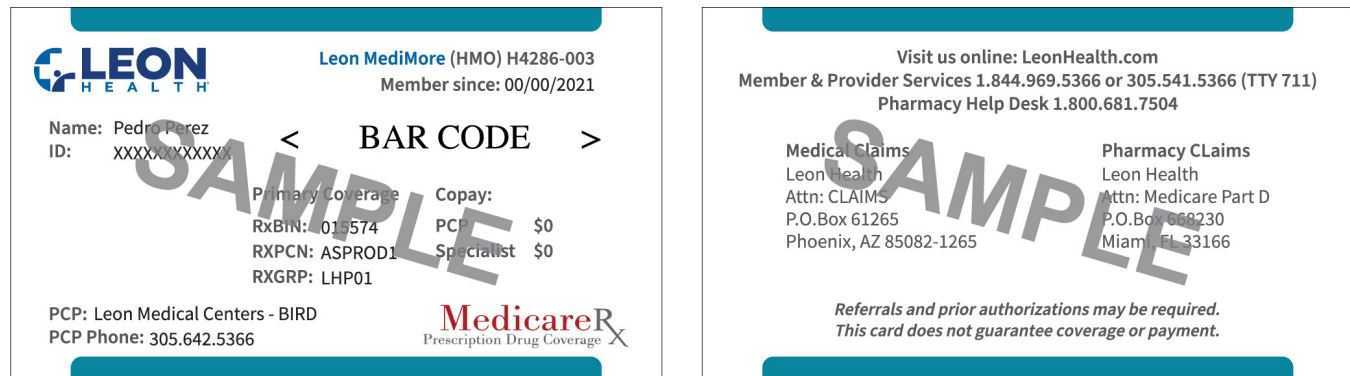 LEON
HEALTH
Leon MediMore (HMO) H4286-003
Member since: 00/00/2021
Name: Pedro Perez
ID: XXXXXXXXXXXX
< BAR CODE >
SAMPLE
Primary Coverage Copay:
RxBIN: 015574 PCP $0
RXPCN: ASPROD1 Specialist $0
RXGRP: LHP01
PCP: Leon Medical Centers - BIRD
PCP Phone: 305.642.5366
MedicareRx
Prescription Drug Coverage
Visit us online: LeonHealth.com
Member & Provider Services 1.844.969.5366 or 305.541.5366 (TTY 711)
Pharmacy Help Desk 1.800.681.7504
SAMPLE
Medical Claims
Leon Health
Attn: CLAIMS
P.O.Box 61265
Phoenix, AZ 85082-1265
Pharmacy CLaims
Leon Health
Attn: Medicare Part D
P.O.Box 668230
Miami, FL 33166
Referrals and prior authorizations may be required.
This card does not guarantee coverage or payment.